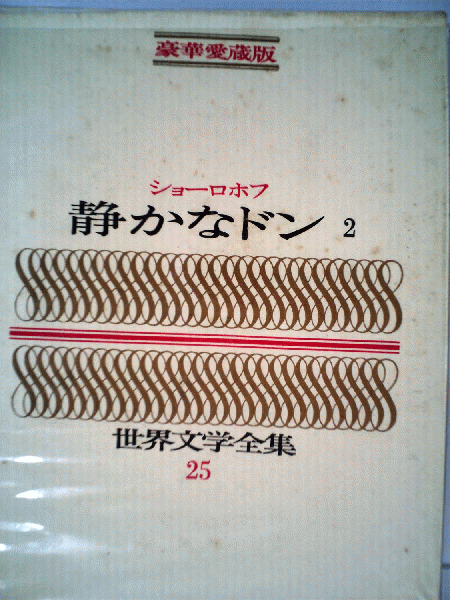 豪華愛蔵版
ショーロホフ
静かなドン 2
世界文学全集
25